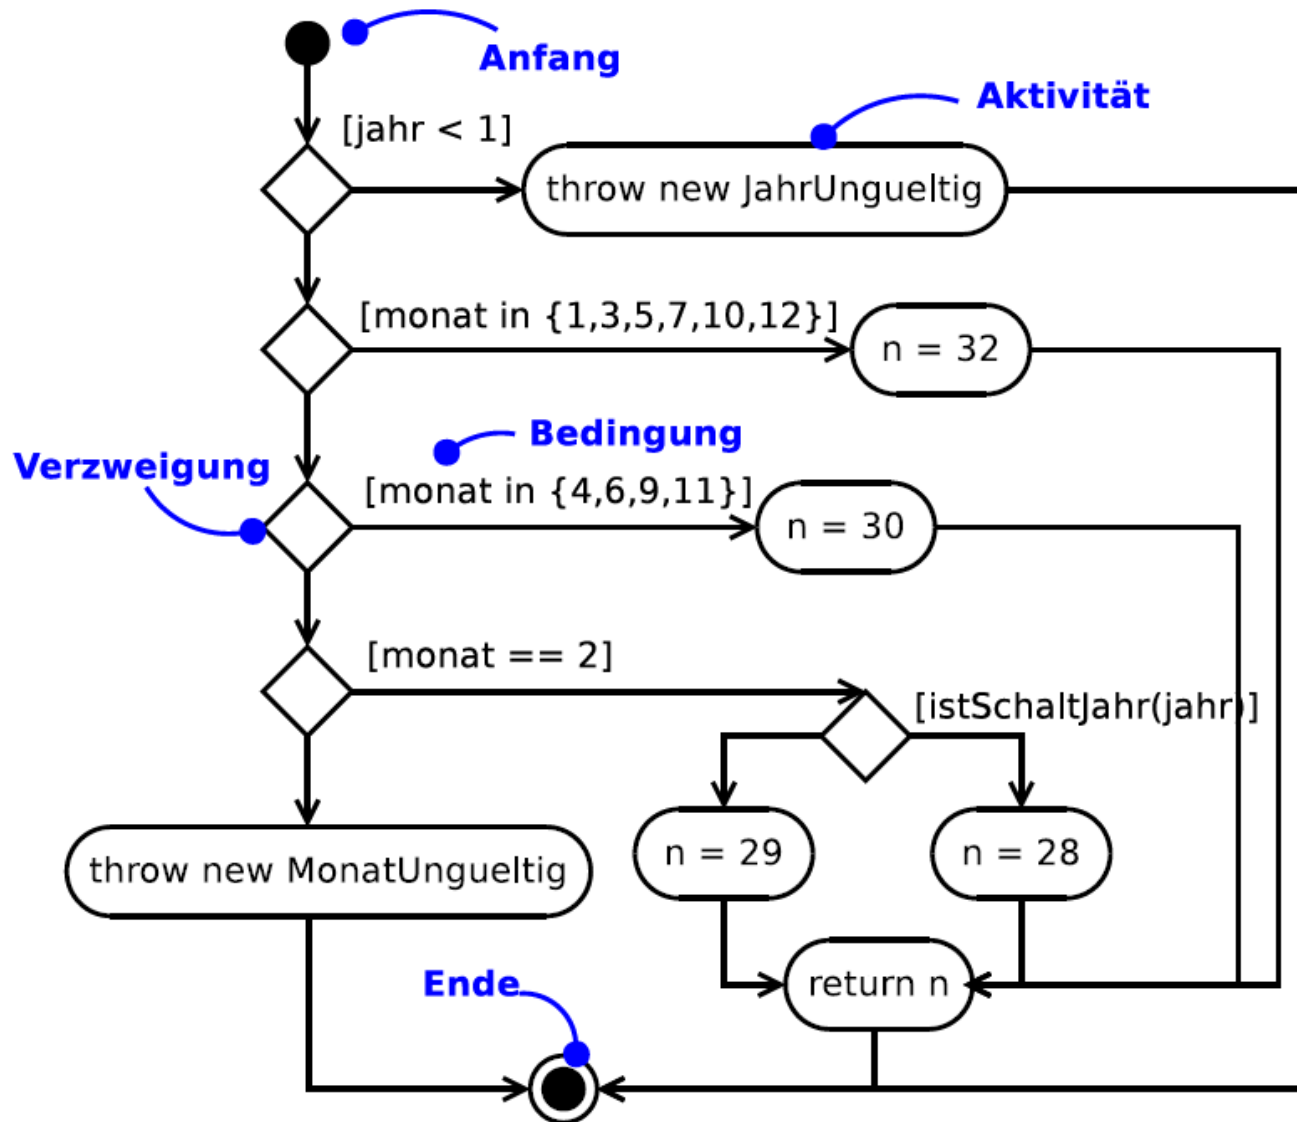 Anfang
Aktivität
[jahr < 1]
throw new JahrUngueltig
[monat in {1,3,5,7,10,12}]
n = 32
Bedingung
Verzweigung
[monat in {4,6,9,11}]
n = 30
[monat == 2]
[istSchaltJahr(jahr)]
n = 29
n = 28
throw new MonatUngueltig
return n
Ende